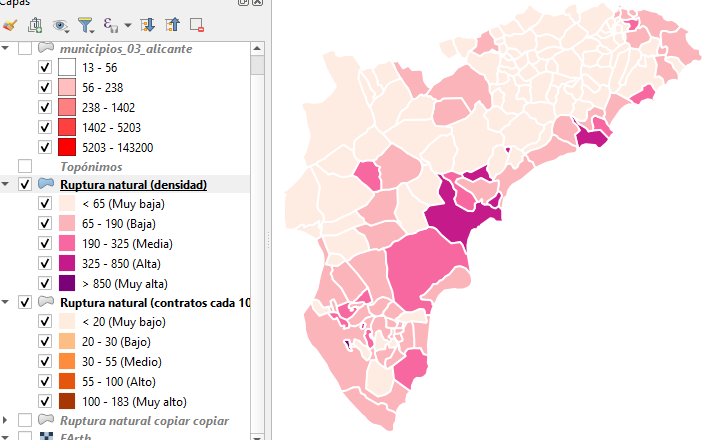 Capas
municipios_03_alicante
13 - 56
56 - 238
238 - 1402
1402 - 5203
5203 - 143200
Topónimos
Ruptura natural (densidad)
< 65 (Muy baja)
65 - 190 (Baja)
190 - 325 (Media)
325 - 850 (Alta)
> 850 (Muy alta)
Ruptura natural (contratos cada 10
< 20 (Muy bajo)
20 - 30 (Bajo)
30 - 55 (Medio)
55 - 100 (Alto)
100 - 183 (Muy alto)
Ruptura natural copiar copiar
EArth